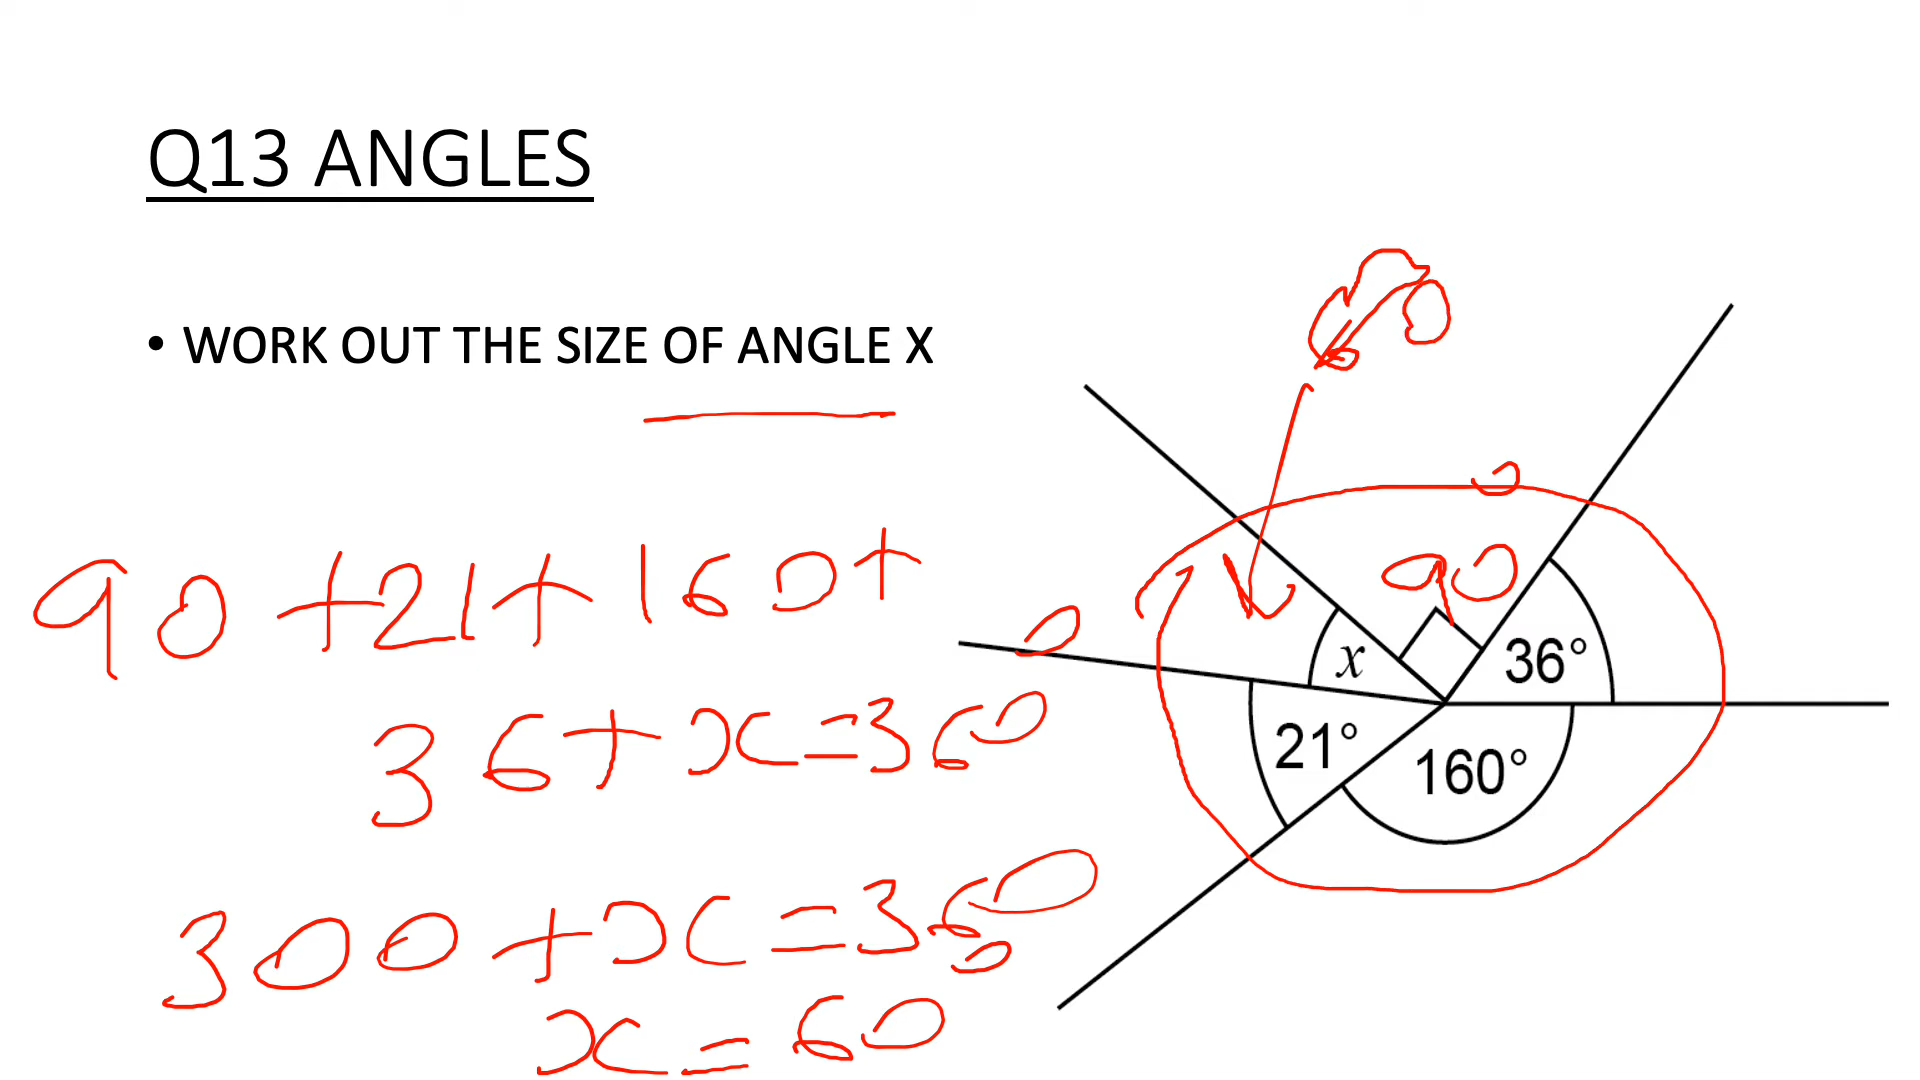 Q13 ANGLES
• WORK OUT THE SIZE OF ANGLE X
90 + 21 + 160 +
36 + x = 360
300 + x = 360
x = 60
90
x
36°
21°
160°